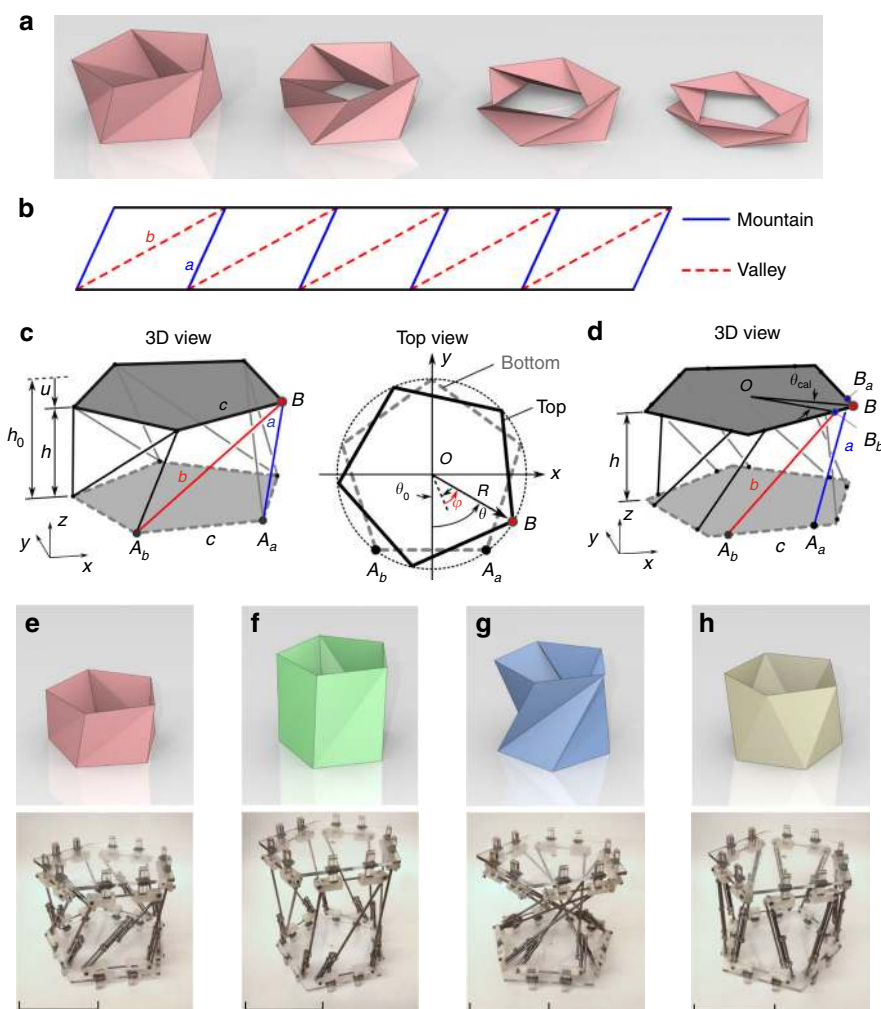 a
b
b
a
Mountain
Valley
c
3D view
u
h0
h
c
B
a
b
Ab
c
Aa
z
y
x
Top view
y
Bottom
Top
O
x
θ0
φ
R
θ
B
Ab
Aa
d
3D view
O
θcal
Ba
B
Bb
h
a
b
Ab
c
Aa
z
y
x
e
f
g
h